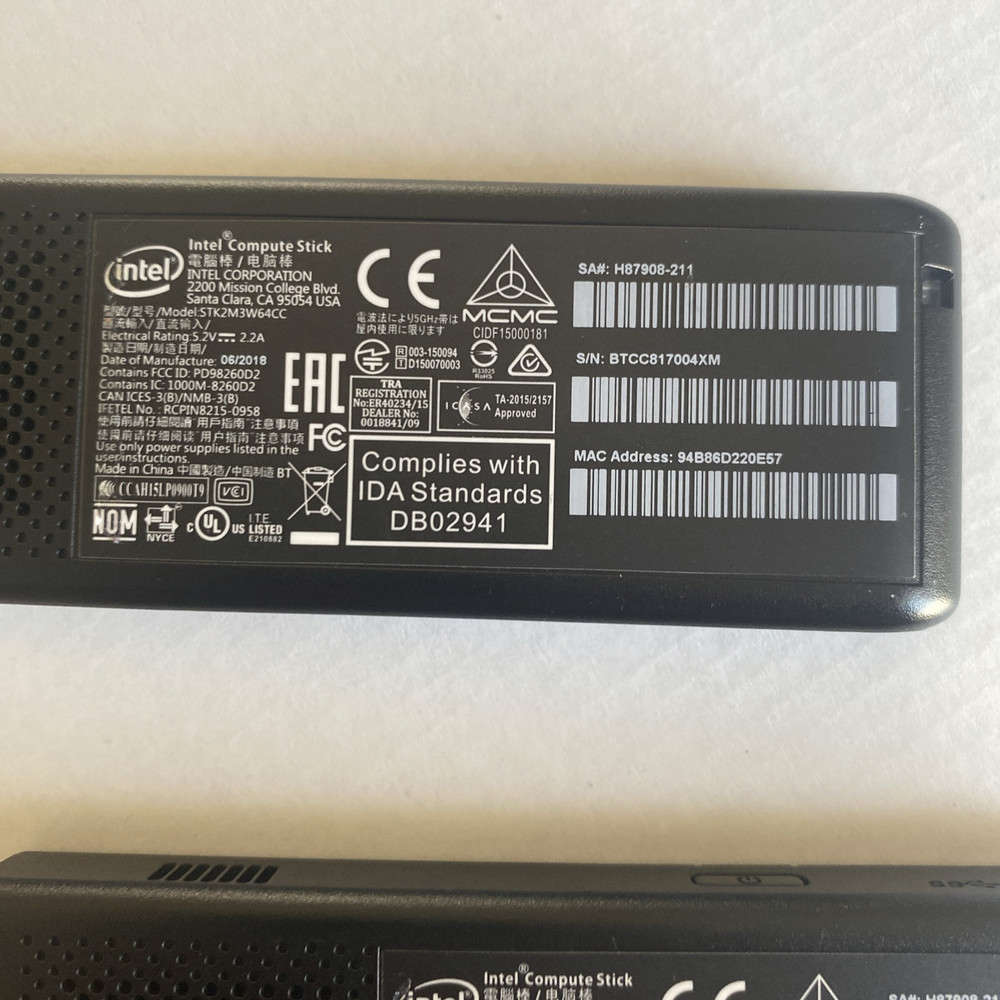 intel
Intel® Compute Stick
電腦棒 / 电脑棒
INTEL CORPORATION
2200 Mission College Blvd.
Santa Clara, CA 95054 USA
型號/型号/Model:STK2M3W64CC
直流輸入/直流输入/
Electrical Rating:5.2V⎓ 2.2A
製造日期/制造日期/
Date of Manufacture: 06/2018
Contains FCC ID: PD98260D2
Contains IC: 1000M-8260D2
CAN ICES-3(B)/NMB-3(B)
IFETEL No.: RCPIN8215-0958
使用前請仔細閱讀 用戶指南 注意事項
使用前请仔细阅读 用户指南 注意事项
Use only power supplies listed in the
user instructions.
Made in China 中國製造/中国制造 BT
CCAH15LP0900T9
VCCI
NOM
NYCE
c UL US LISTED
I.T.E.
E210882
CE
EAC
FC
電波法により5GHz帯は
屋内使用に限ります
MCMC
CIDF15000181
R 003-150094
T D150070003
R33025
RoHS
TRA
REGISTRATION
No:ER40234/15
DEALER No:
0018841/09
ICASA
TA-2015/2157
Approved
Complies with
IDA Standards
DB02941
SA#: H87908-211
S/N: BTCC817004XM
MAC Address: 94B86D220E57
intel
Intel® Compute Stick
電腦棒 / 电脑棒
CE